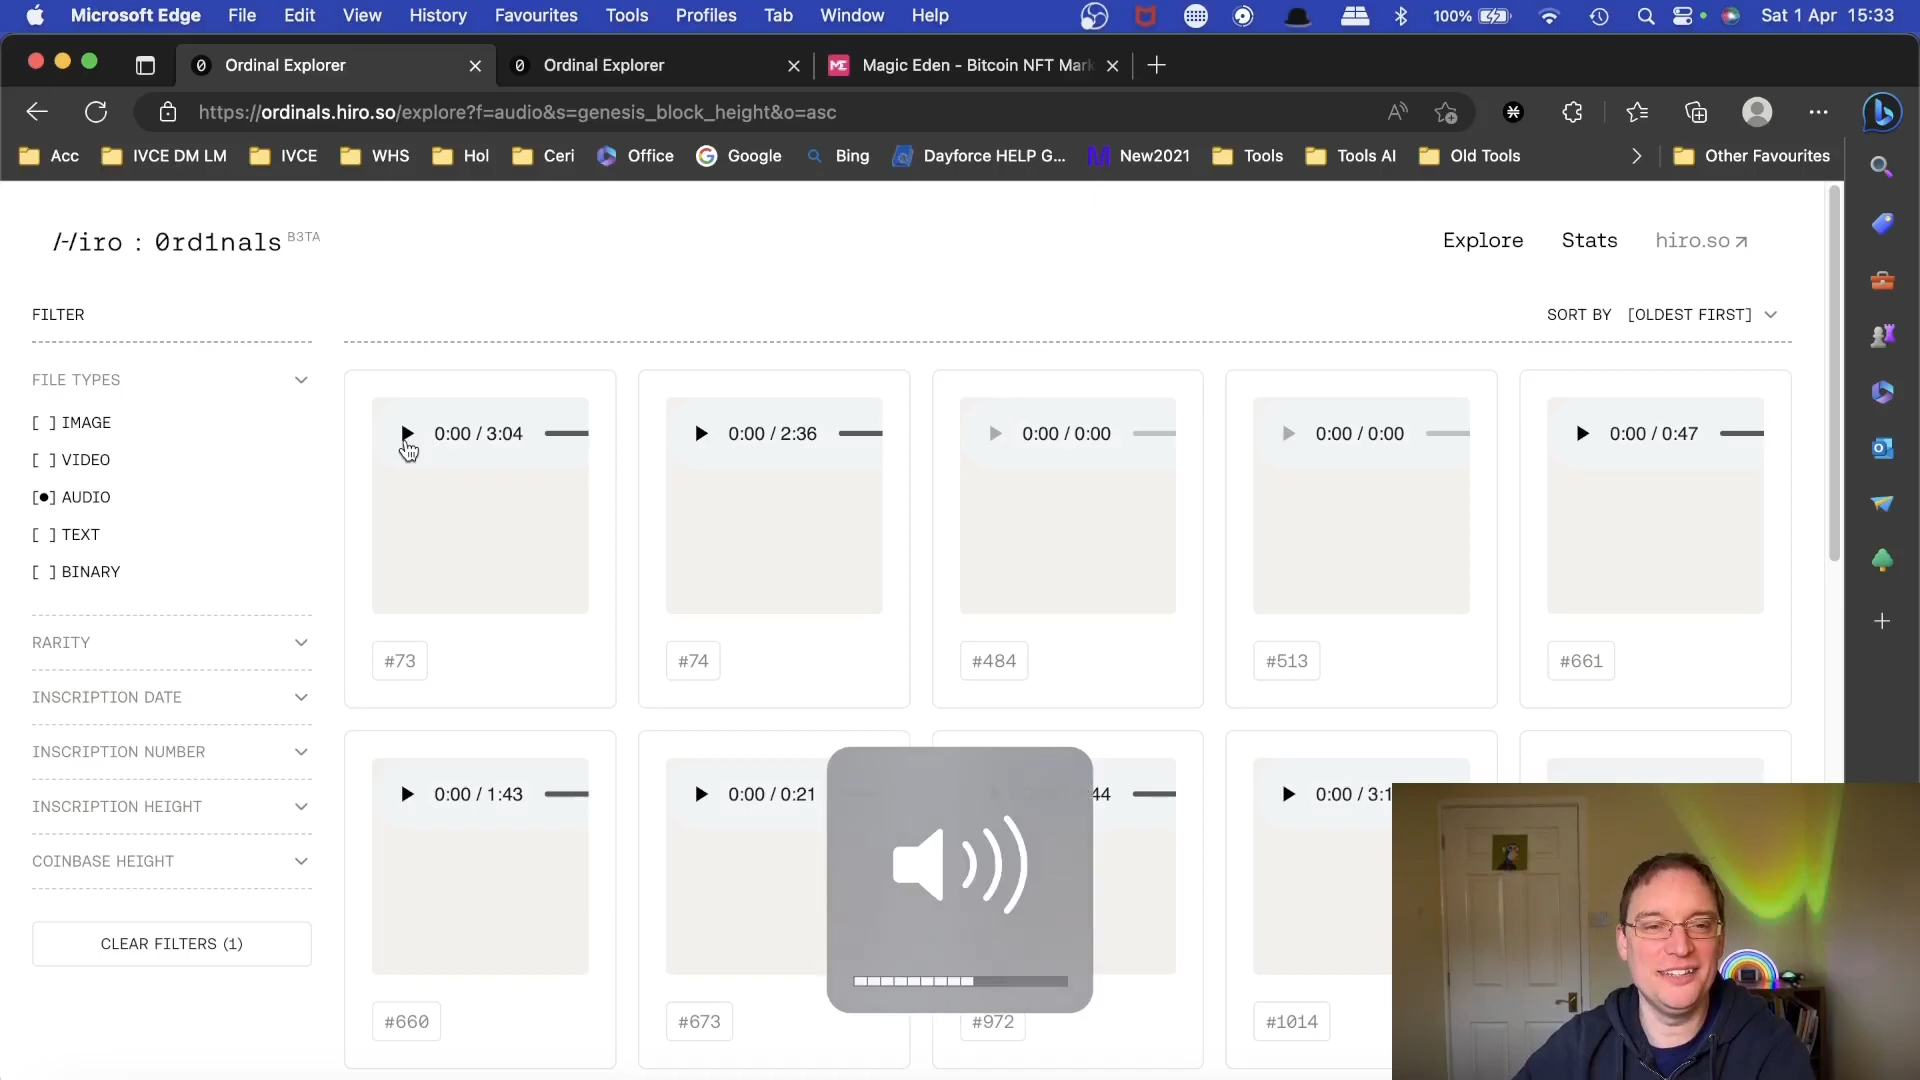 Microsoft Edge File Edit View History Favourites Tools Profiles Tab Window Help 100% Sat 1 Apr 15:33
Ordinal Explorer Ordinal Explorer Magic Eden - Bitcoin NFT Mark
https://ordinals.hiro.so/explore?f=audio&s=genesis_block_height&o=asc
Acc IVCE DM LM IVCE WHS Hol Ceri Office Google Bing Dayforce HELP G... New2021 Tools Tools AI Old Tools Other Favourites
/-/iro : 0rd1nals B3TA
Explore Stats hiro.so↗
FILTER
SORT BY [OLDEST FIRST]
FILE TYPES
[ ] IMAGE
[ ] VIDEO
[●] AUDIO
[ ] TEXT
[ ] BINARY
RARITY
INSCRIPTION DATE
INSCRIPTION NUMBER
INSCRIPTION HEIGHT
COINBASE HEIGHT
CLEAR FILTERS (1)
0:00 / 3:04 0:00 / 2:36 0:00 / 0:00 0:00 / 0:00 0:00 / 0:47
#73 #74 #484 #513 #661
0:00 / 1:43 0:00 / 0:21 :44 0:00 / 3:1
#660 #673 #972 #1014